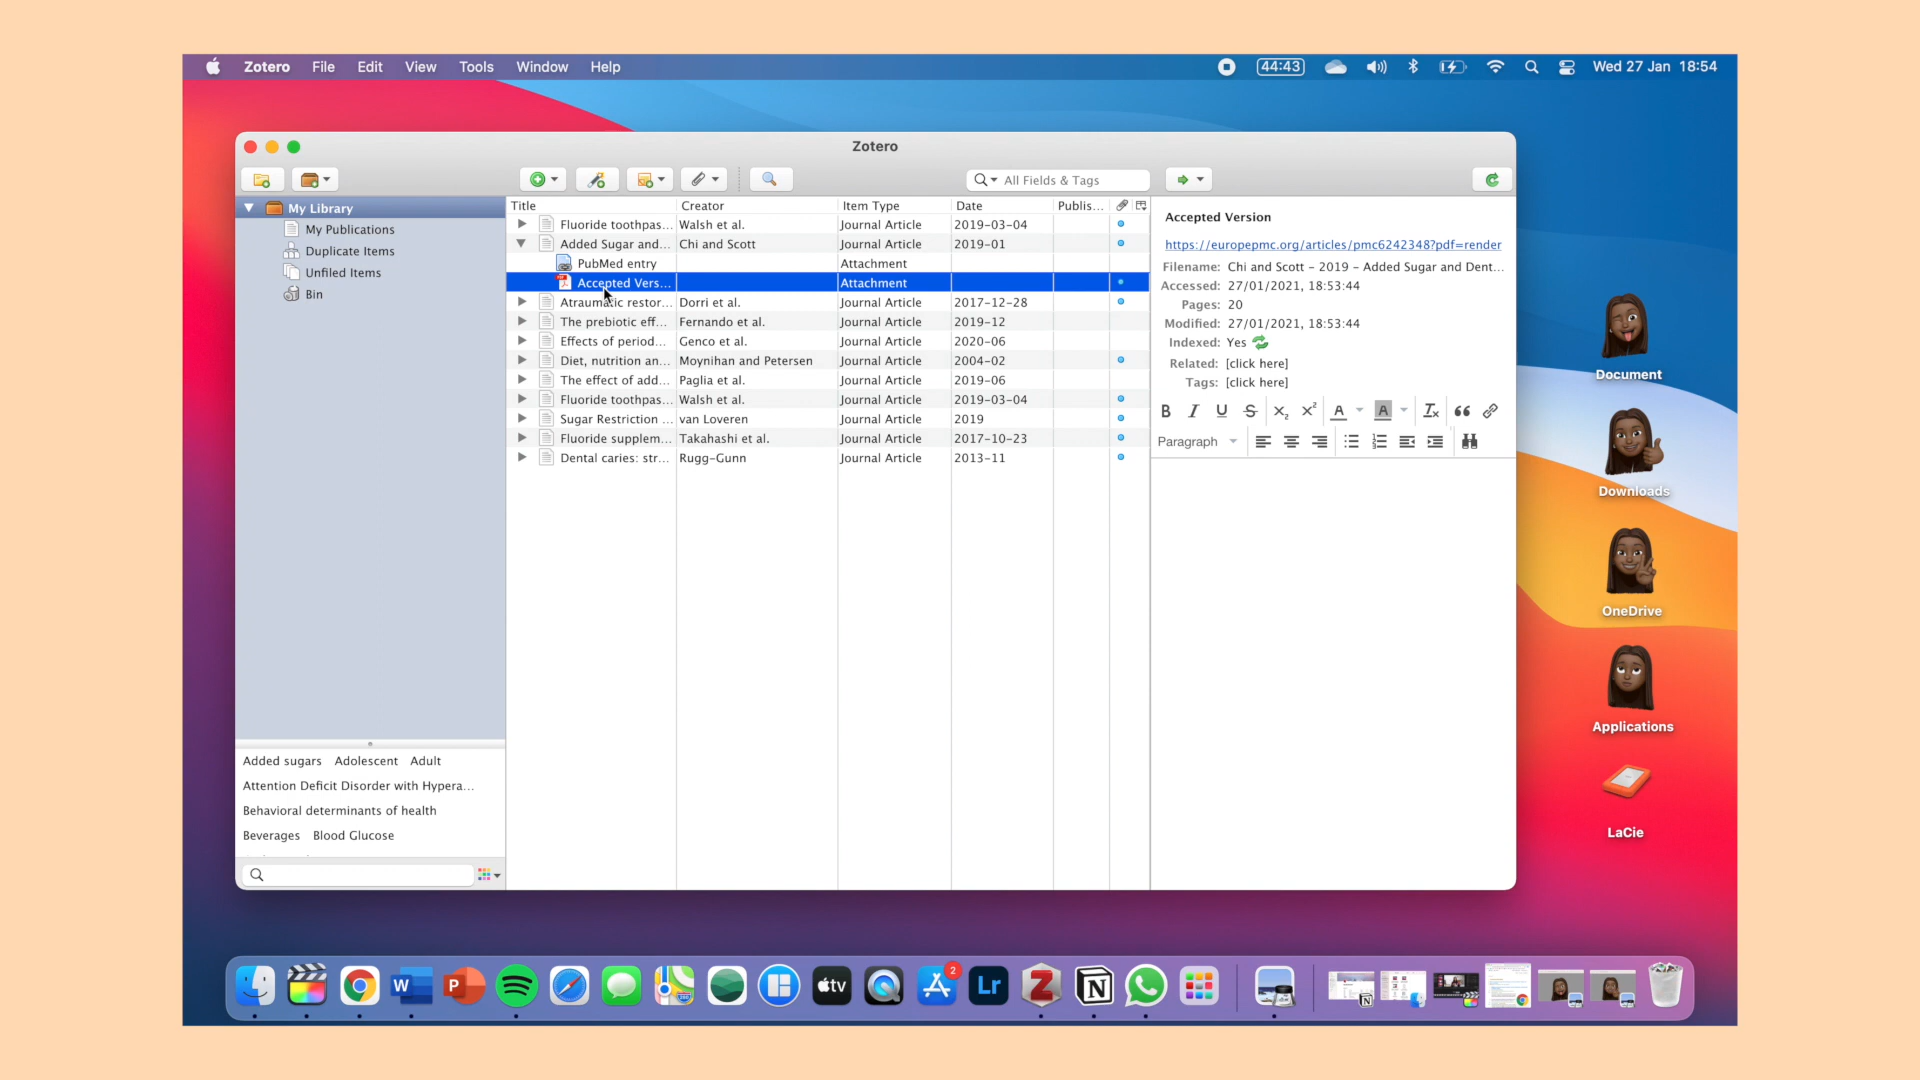 Zotero File Edit View Tools Window Help 44:43 Wed 27 Jan 18:54
Zotero
All Fields & Tags
My Library
My Publications
Duplicate Items
Unfiled Items
Bin
Title Creator Item Type Date Publis...
Fluoride toothpas... Walsh et al. Journal Article 2019-03-04
Added Sugar and... Chi and Scott Journal Article 2019-01
PubMed entry Attachment
Accepted Vers... Attachment
Atraumatic restor... Dorri et al. Journal Article 2017-12-28
The prebiotic eff... Fernando et al. Journal Article 2019-12
Effects of period... Genco et al. Journal Article 2020-06
Diet, nutrition an... Moynihan and Petersen Journal Article 2004-02
The effect of add... Paglia et al. Journal Article 2019-06
Fluoride toothpas... Walsh et al. Journal Article 2019-03-04
Sugar Restriction ... van Loveren Journal Article 2019
Fluoride supplem... Takahashi et al. Journal Article 2017-10-23
Dental caries: str... Rugg-Gunn Journal Article 2013-11
Accepted Version
https://europepmc.org/articles/pmc6242348?pdf=render
Filename: Chi and Scott - 2019 - Added Sugar and Dent...
Accessed: 27/01/2021, 18:53:44
Pages: 20
Modified: 27/01/2021, 18:53:44
Indexed: Yes
Related: [click here]
Tags: [click here]
B I U S X2 X2 A A Tx
Paragraph
Added sugars Adolescent Adult
Attention Deficit Disorder with Hypera...
Behavioral determinants of health
Beverages Blood Glucose
Document
Downloads
OneDrive
Applications
LaCie
W P tv 2 Lr Z N